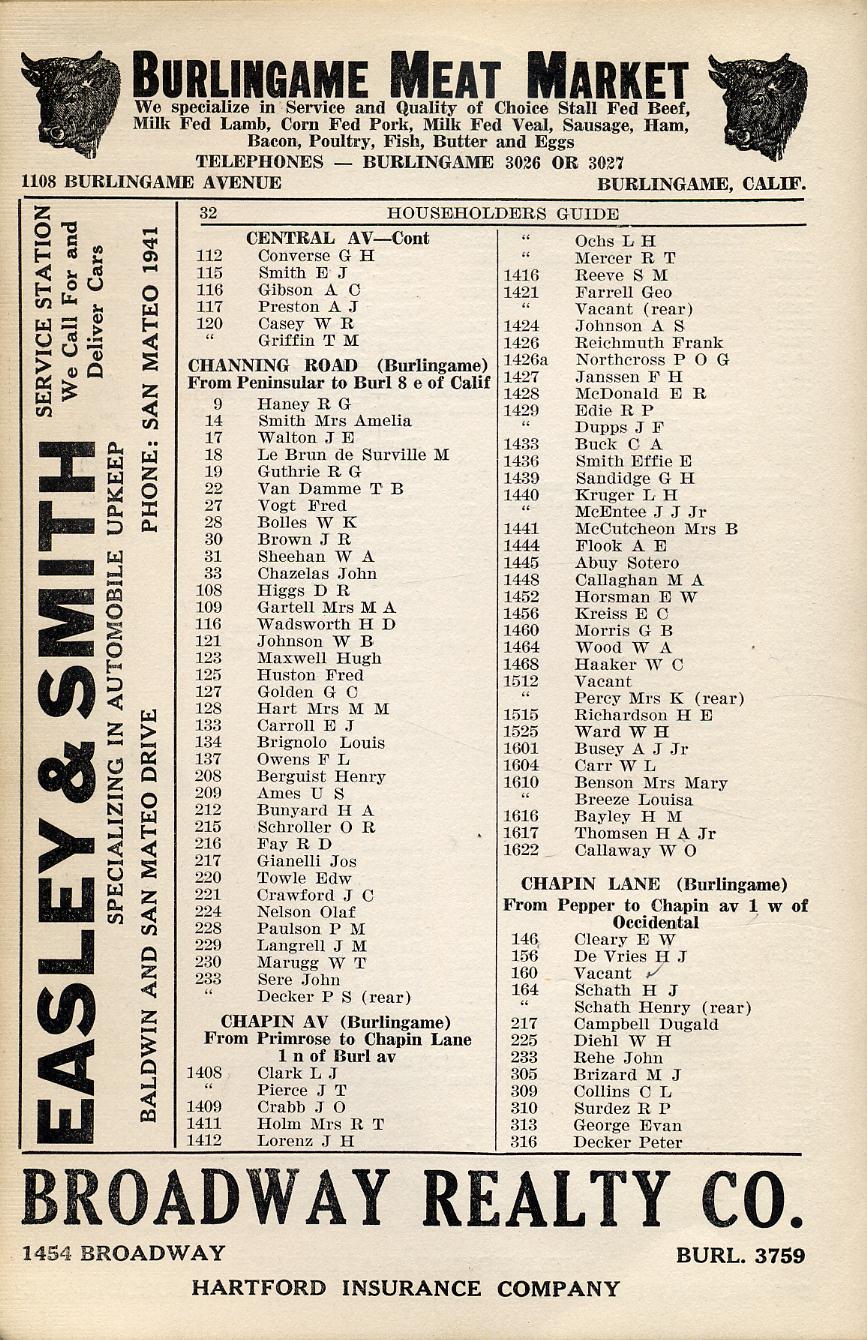 BURLINGAME MEAT MARKET
We specialize in Service and Quality of Choice Stall Fed Beef,
Milk Fed Lamb, Corn Fed Pork, Milk Fed Veal, Sausage, Ham,
Bacon, Poultry, Fish, Butter and Eggs
TELEPHONES — BURLINGAME 3026 OR 3027
1108 BURLINGAME AVENUE BURLINGAME, CALIF.
EASLEY & SMITH
SERVICE STATION
We Call For and
Deliver Cars
SPECIALIZING IN AUTOMOBILE UPKEEP
BALDWIN AND SAN MATEO DRIVE PHONE: SAN MATEO 1941
32 HOUSEHOLDERS GUIDE
CENTRAL AV—Cont
112 Converse G H
115 Smith E J
116 Gibson A C
117 Preston A J
120 Casey W R
“ Griffin T M
CHANNING ROAD (Burlingame)
From Peninsular to Burl 8 e of Calif
9 Haney R G
14 Smith Mrs Amelia
17 Walton J E
18 Le Brun de Surville M
19 Guthrie R G
22 Van Damme T B
27 Vogt Fred
28 Bolles W K
30 Brown J R
31 Sheehan W A
33 Chazelas John
108 Higgs D R
109 Gartell Mrs M A
116 Wadsworth H D
121 Johnson W B
123 Maxwell Hugh
125 Huston Fred
127 Golden G C
128 Hart Mrs M M
133 Carroll E J
134 Brignolo Louis
137 Owens F L
208 Berguist Henry
209 Ames U S
212 Bunyard H A
215 Schroller O R
216 Fay R D
217 Gianelli Jos
220 Towle Edw
221 Crawford J C
224 Nelson Olaf
228 Paulson P M
229 Langrell J M
230 Marugg W T
233 Sere John
“ Decker P S (rear)
CHAPIN AV (Burlingame)
From Primrose to Chapin Lane
1 n of Burl av
1408 Clark L J
“ Pierce J T
1409 Crabb J O
1411 Holm Mrs R T
1412 Lorenz J H
“ Ochs L H
“ Mercer R T
1416 Reeve S M
1421 Farrell Geo
“ Vacant (rear)
1424 Johnson A S
1426 Reichmuth Frank
1426a Northcross P O G
1427 Janssen F H
1428 McDonald E R
1429 Edie R P
“ Dupps J F
1433 Buck C A
1436 Smith Effie E
1439 Sandidge G H
1440 Kruger L H
“ McEntee J J Jr
1441 McCutcheon Mrs B
1444 Flook A E
1445 Abuy Sotero
1448 Callaghan M A
1452 Horsman E W
1456 Kreiss E C
1460 Morris G B
1464 Wood W A
1468 Haaker W C
1512 Vacant
“ Percy Mrs K (rear)
1515 Richardson H E
1525 Ward W H
1601 Busey A J Jr
1604 Carr W L
1610 Benson Mrs Mary
“ Breeze Louisa
1616 Bayley H M
1617 Thomsen H A Jr
1622 Callaway W O
CHAPIN LANE (Burlingame)
From Pepper to Chapin av 1 w of
Occidental
146 Cleary E W
156 De Vries H J
160 Vacant
164 Schath H J
“ Schath Henry (rear)
217 Campbell Dugald
225 Diehl W H
233 Rehe John
305 Brizard M J
309 Collins C L
310 Surdez R P
313 George Evan
316 Decker Peter
BROADWAY REALTY CO.
1454 BROADWAY BURL. 3759
HARTFORD INSURANCE COMPANY